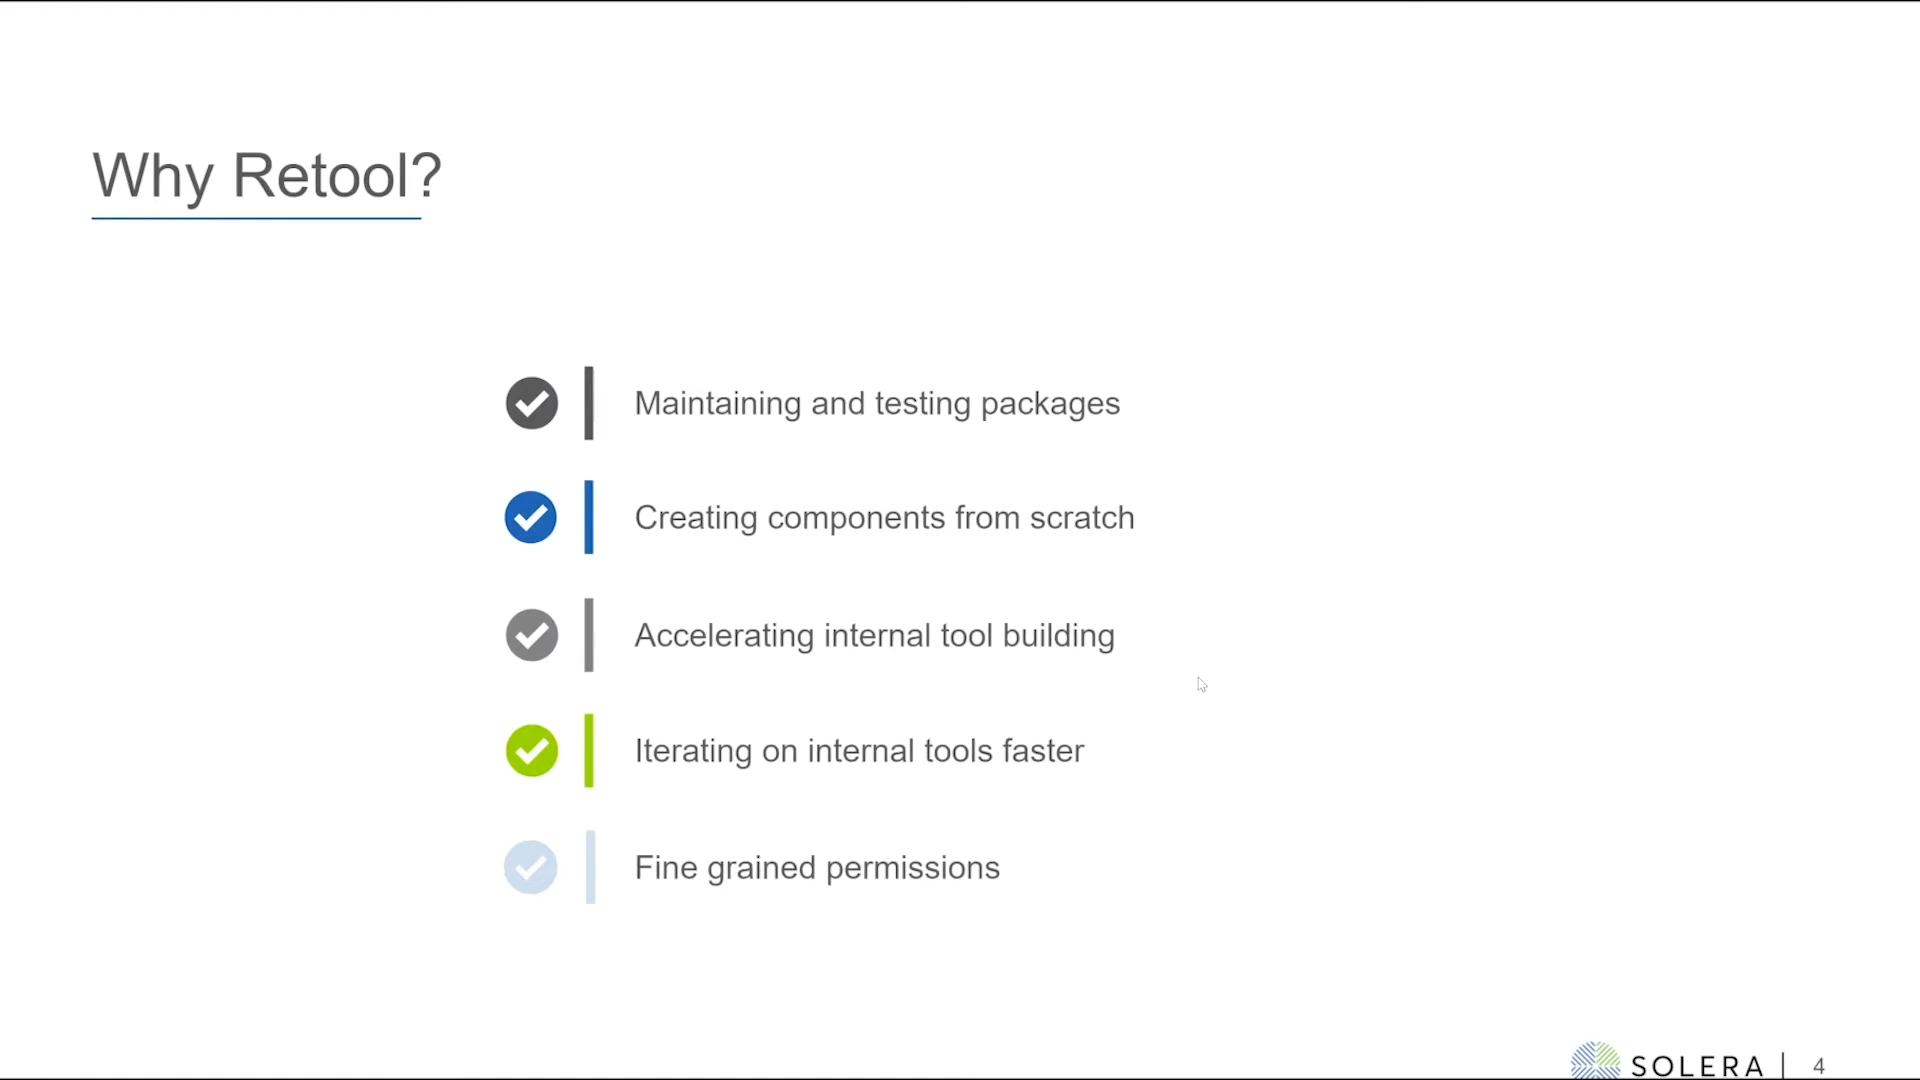 Why Retool?
Maintaining and testing packages
Creating components from scratch
Accelerating internal tool building
Iterating on internal tools faster
Fine grained permissions
SOLERA | 4